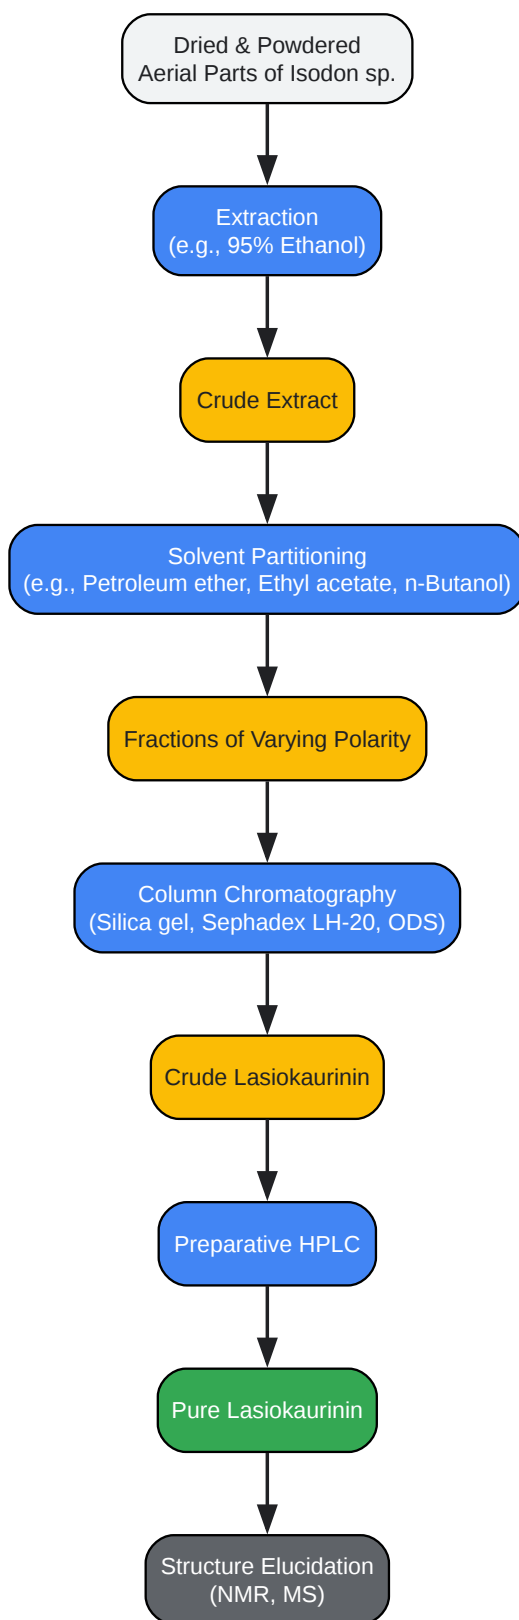 Dried & Powdered
Aerial Parts of Isodon sp.
Extraction
(e.g., 95% Ethanol)
Crude Extract
Solvent Partitioning
(e.g., Petroleum ether, Ethyl acetate, n-Butanol)
Fractions of Varying Polarity
Column Chromatography
(Silica gel, Sephadex LH-20, ODS)
Crude Lasiokaurinin
Preparative HPLC
Pure Lasiokaurinin
Structure Elucidation
(NMR, MS)